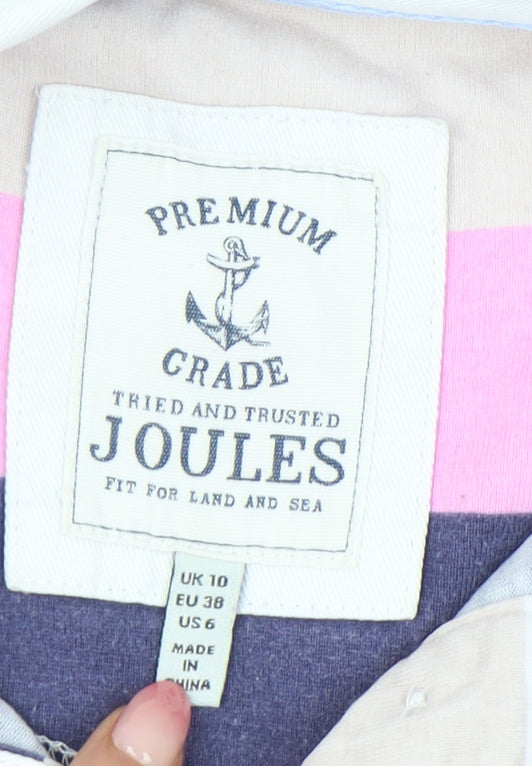 PREMIUM
GRADE
TRIED AND TRUSTED
JOULES
FIT FOR LAND AND SEA
UK 10
EU 38
US 6
MADE
IN
CHINA